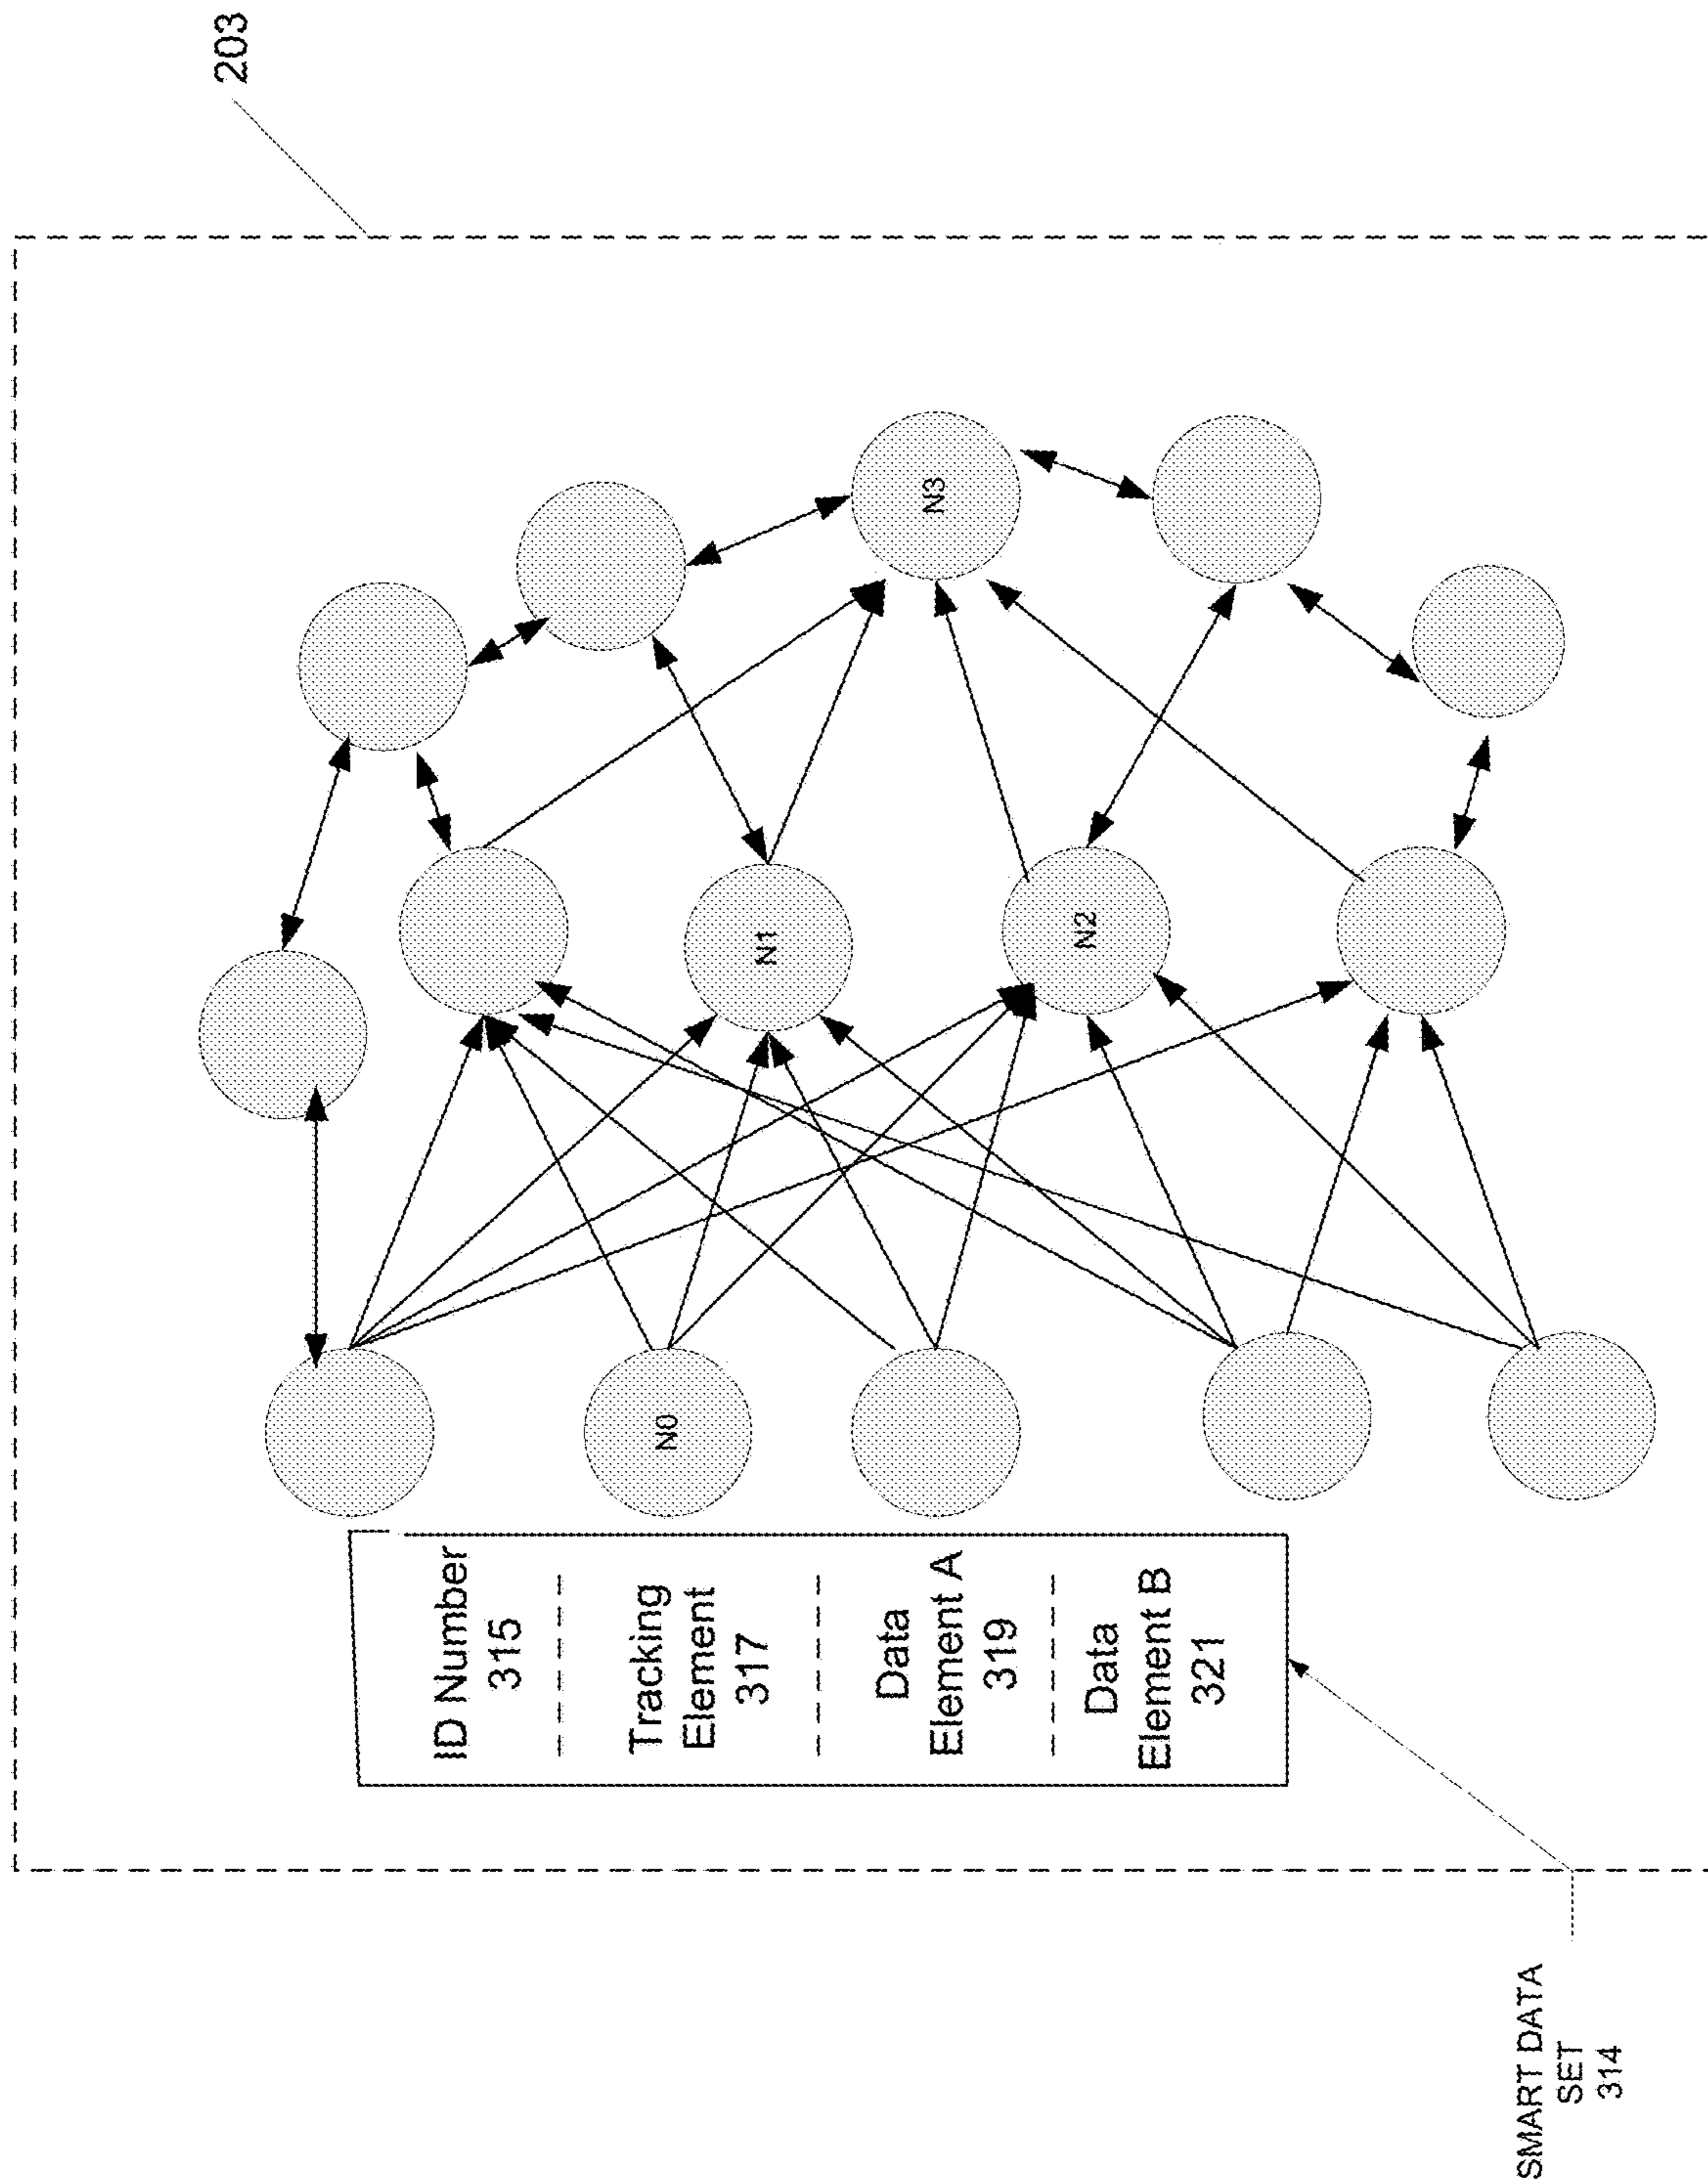 203
ID Number
315
Tracking
Element
317
Data
Element A
319
Data
Element B
321
N0
N1
N2
N3
SMART DATA
SET
314